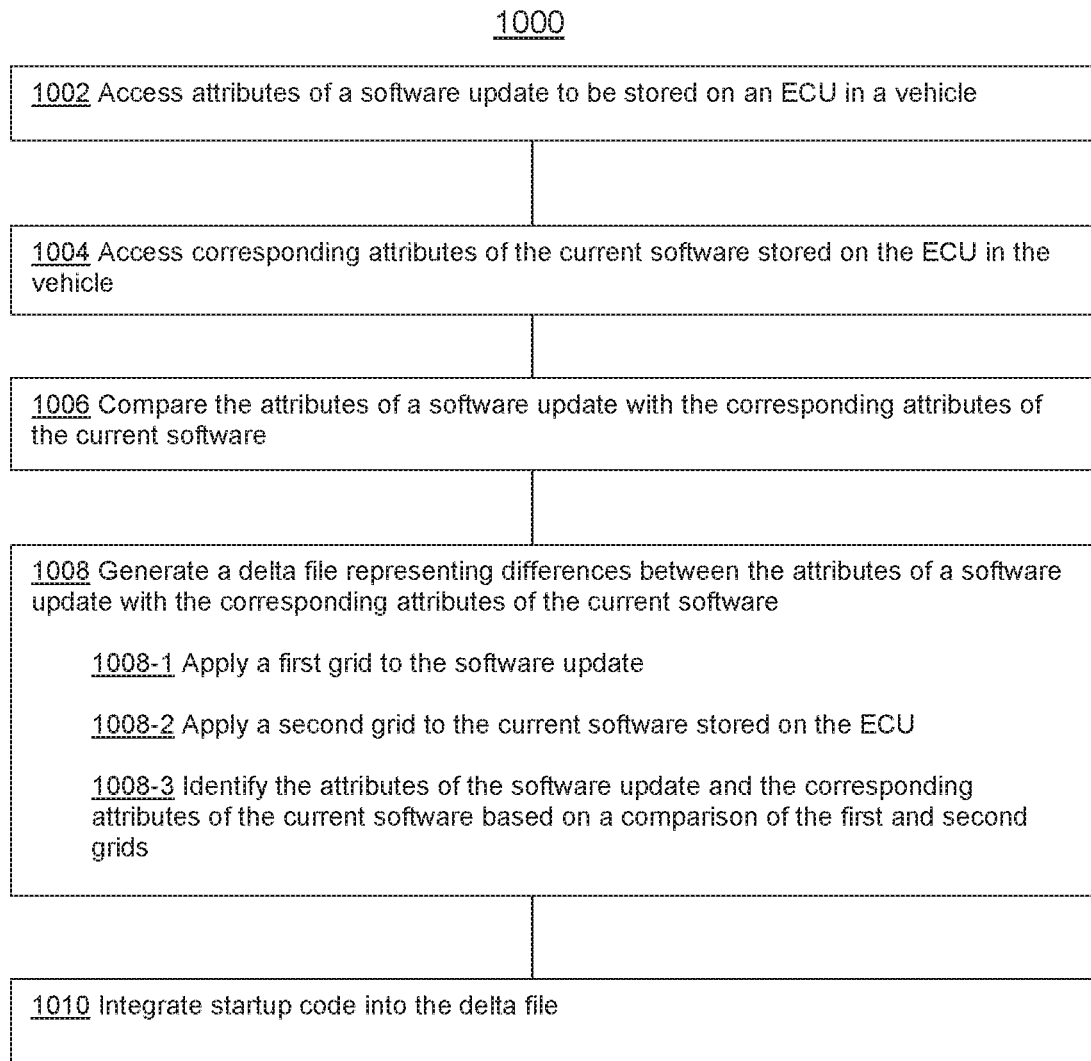 1000
1002 Access attributes of a software update to be stored on an ECU in a vehicle
1004 Access corresponding attributes of the current software stored on the ECU in the
vehicle
1006 Compare the attributes of a software update with the corresponding attributes of
the current software
1008 Generate a delta file representing differences between the attributes of a software
update with the corresponding attributes of the current software
1008-1 Apply a first grid to the software update
1008-2 Apply a second grid to the current software stored on the ECU
1008-3 Identify the attributes of the software update and the corresponding
attributes of the current software based on a comparison of the first and second
grids
1010 Integrate startup code into the delta file